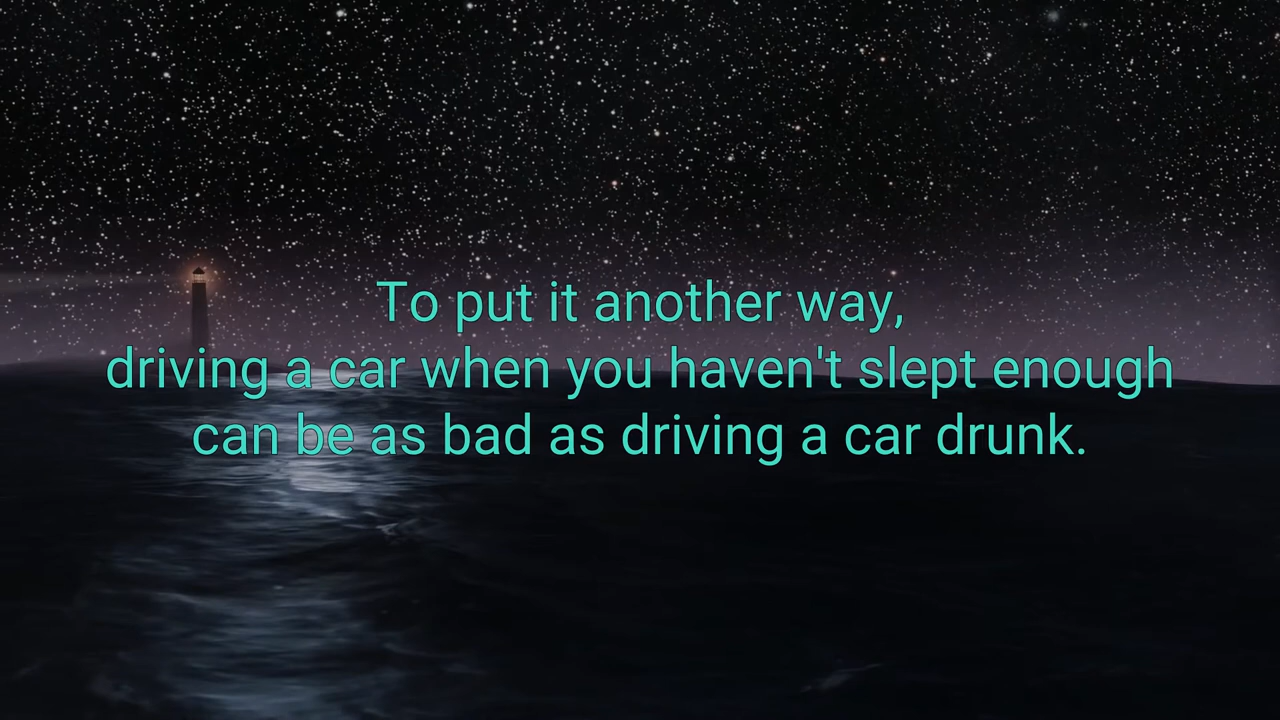 To put it another way,
driving a car when you haven't slept enough
can be as bad as driving a car drunk.